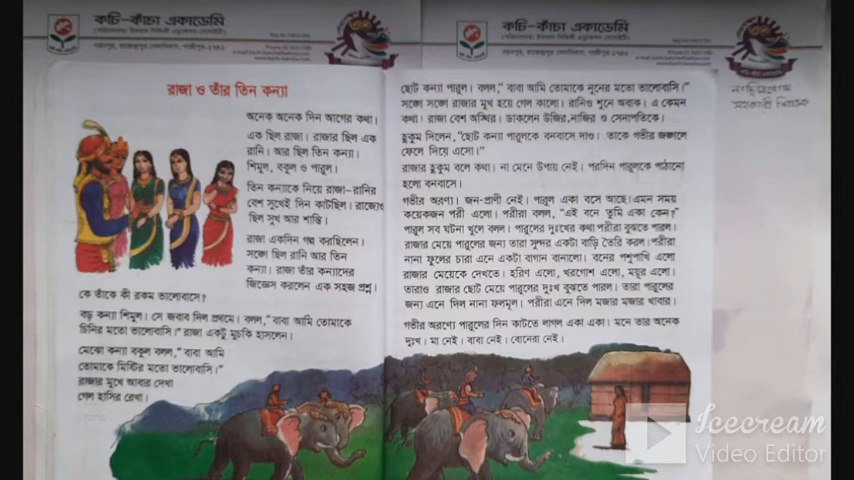 কচি-কাঁচা একাডেমি
কচি-কাঁচা একাডেমি
রাজা ও তাঁর তিন কন্যা
অনেক অনেক দিন আগের কথা।
এক ছিল রাজা। রাজার ছিল এক
রানি। আর ছিল তিন কন্যা।
শিমুল, বকুল ও পারুল।
তিন কন্যাকে নিয়ে রাজা-রানির
বেশ সুখেই দিন কাটছিল। রাজ্যেও
ছিল সুখ আর শান্তি।
রাজা একদিন গল্প করছিলেন।
সঙ্গে ছিল রানি আর তিন
কন্যা। রাজা তাঁর কন্যাদের
জিজ্ঞেস করলেন এক সহজ প্রশ্ন।
কে তাঁকে কী রকম ভালোবাসে?
বড় কন্যা শিমুল। সে জবাব দিল প্রথমে। বলল, “বাবা আমি তোমাকে
চিনির মতো ভালোবাসি।” রাজা একটু মুচকি হাসলেন।
মেঝো কন্যা বকুল বলল, “বাবা আমি
তোমাকে মিষ্টির মতো ভালোবাসি।”
রাজার মুখে আবার দেখা
গেল হাসির রেখা।
ছোট কন্যা পারুল। বলল, “বাবা আমি তোমাকে নুনের মতো ভালোবাসি।”
সঙ্গে সঙ্গে রাজার মুখ হয়ে গেল কালো। রানিও শুনে অবাক। এ কেমন
কথা। রাজা বেশ অস্থির। ডাকলেন উজির,নাজির ও সেনাপতিকে।
হুকুম দিলেন, “ছোট কন্যা পারুলকে বনবাসে দাও। তাকে গভীর জঙ্গলে
ফেলে দিয়ে এসো।”
রাজার হুকুম বলে কথা। না মেনে উপায় নেই। পরদিন পারুলকে পাঠানো
হলো বনবাসে।
গভীর অরণ্য। জন-প্রাণী নেই। পারুল একা বসে আছে। এমন সময়
কয়েকজন পরী এলো। পরীরা বলল, “এই বনে তুমি একা কেন?”
পারুল সব ঘটনা খুলে বলল। পারুলের দুঃখের কথা পরীরা বুঝতে পারল।
রাজার মেয়ে পারুলের জন্য তারা সুন্দর একটা বাড়ি তৈরি করল। পরীরা
নানা ফুলের চারা এনে একটা বাগান বানালো। বনের পশুপাখি এলো
রাজার মেয়েকে দেখতে। হরিণ এলো, খরগোশ এলো, ময়ূর এলো।
তারাও রাজার ছোট মেয়ে পারুলের দুঃখ বুঝতে পারল। তারা পারুলের
জন্য এনে দিল নানা ফলমূল। পরীরা এনে দিল মজার মজার খাবার।
গভীর অরণ্যে পারুলের দিন কাটতে লাগল একা একা। মনে তার অনেক
দুঃখ। মা নেই। বাবা নেই। বোনেরা নেই।
সহকারী শিক্ষক
Icecream
Video Editor